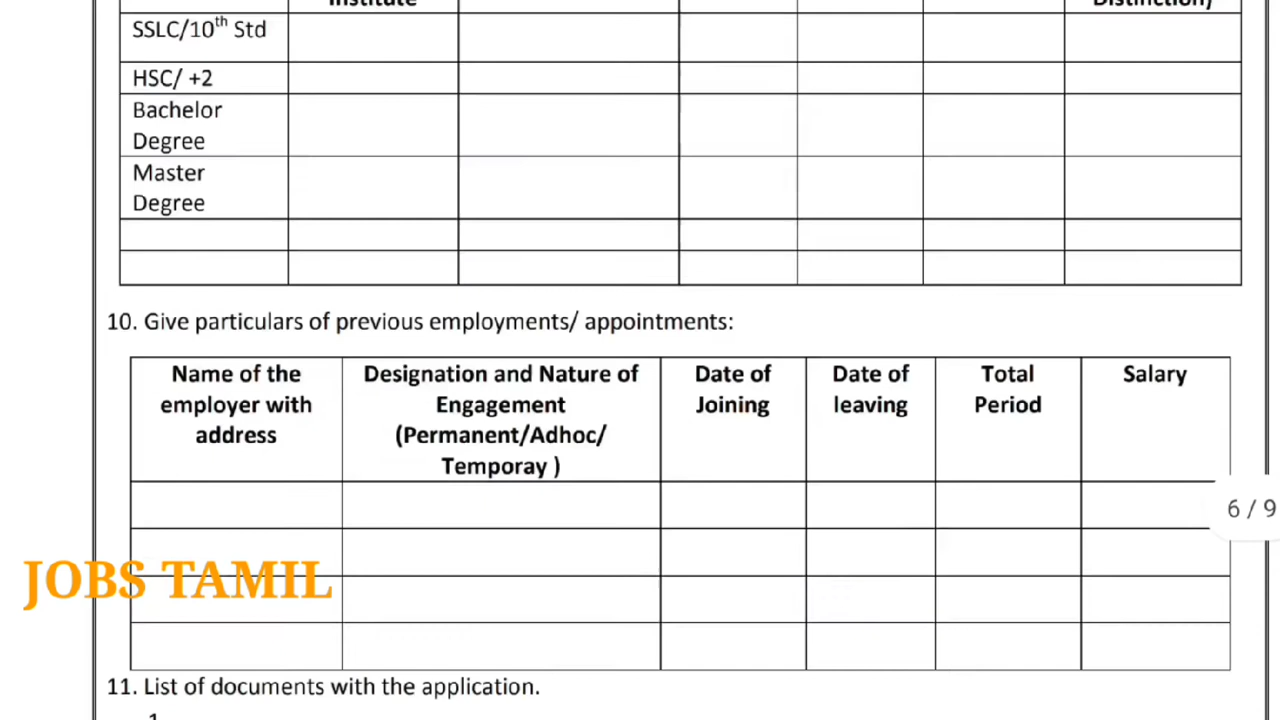 Institute
Distinction)
SSLC/10th Std
HSC/ +2
Bachelor
Degree
Master
Degree
10. Give particulars of previous employments/ appointments:
Name of the
employer with
address
Designation and Nature of
Engagement
(Permanent/Adhoc/
Temporay )
Date of
Joining
Date of
leaving
Total
Period
Salary
6 / 9
JOBS TAMIL
11. List of documents with the application.
1